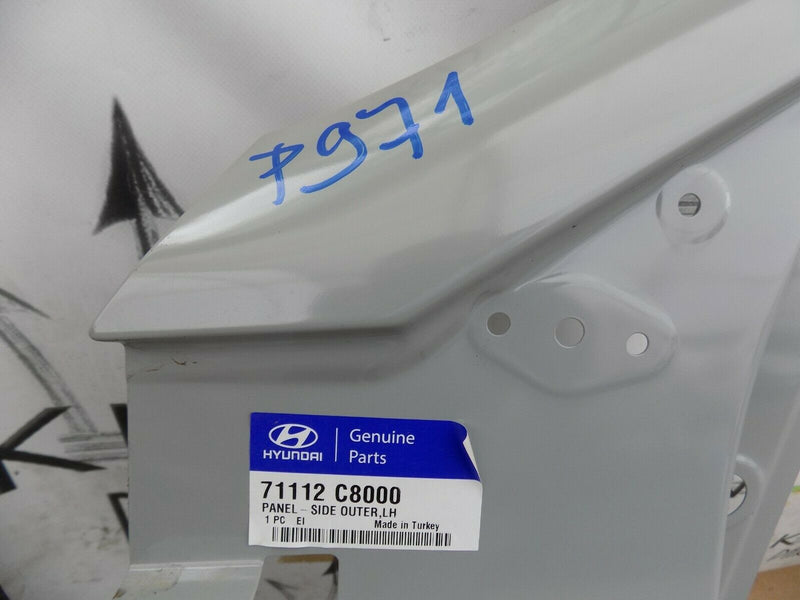 7971
HYUNDAI
Genuine
Parts
71112 C8000
PANEL - SIDE OUTER,LH
1 PC EI Made in Turkey